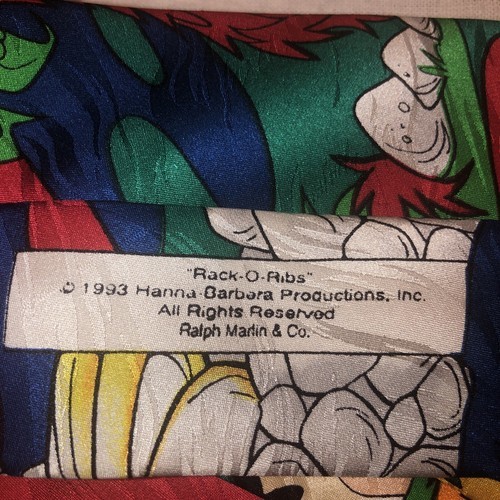 "Rack-O-Ribs"
© 1993 Hanna-Barbera Productions, Inc.
All Rights Reserved
Ralph Marlin & Co.